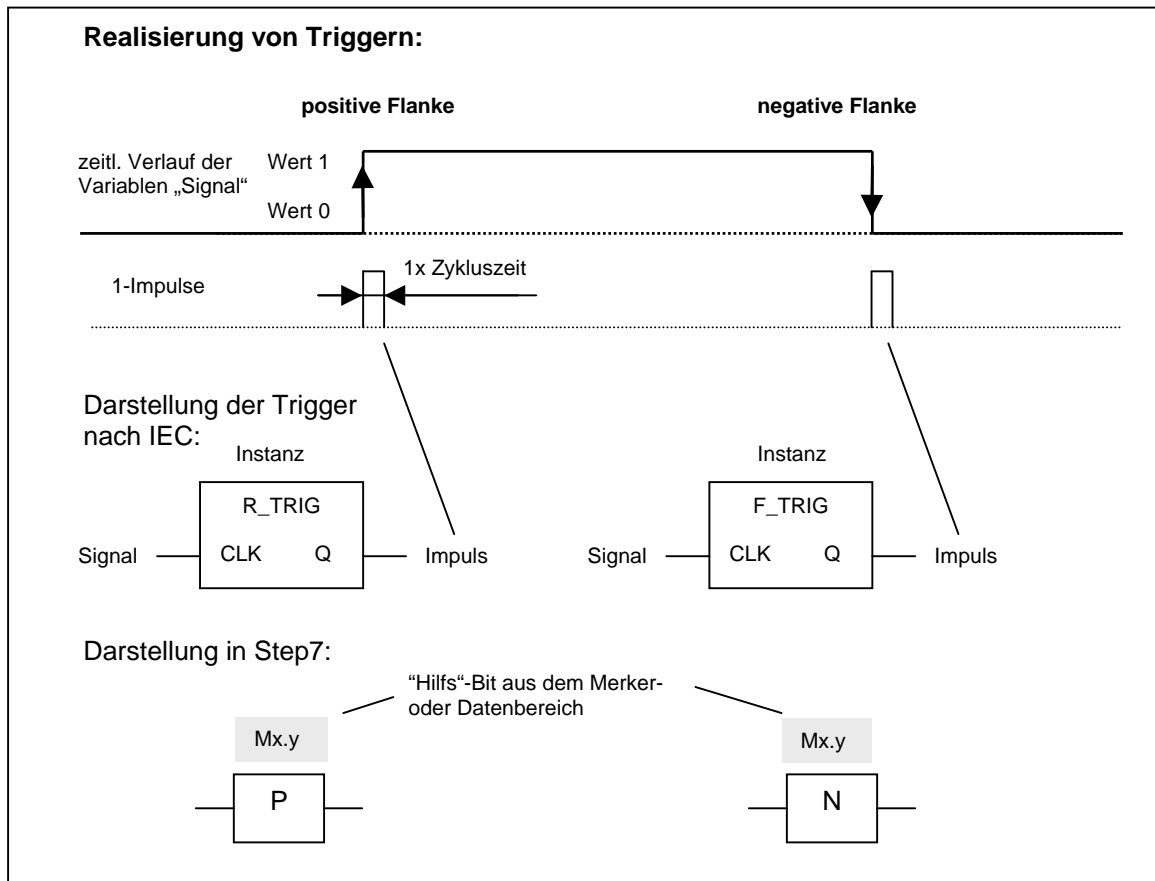 Realisierung von Triggern:
positive Flanke
negative Flanke
zeitl. Verlauf der
Variablen „Signal“
Wert 1
Wert 0
1-Impulse
1x Zykluszeit
Darstellung der Trigger
nach IEC:
Instanz
R_TRIG
Signal
CLK
Q
Impuls
Instanz
F_TRIG
Signal
CLK
Q
Impuls
Darstellung in Step7:
“Hilfs“-Bit aus dem Merker-
oder Datenbereich
Mx.y
P
Mx.y
N